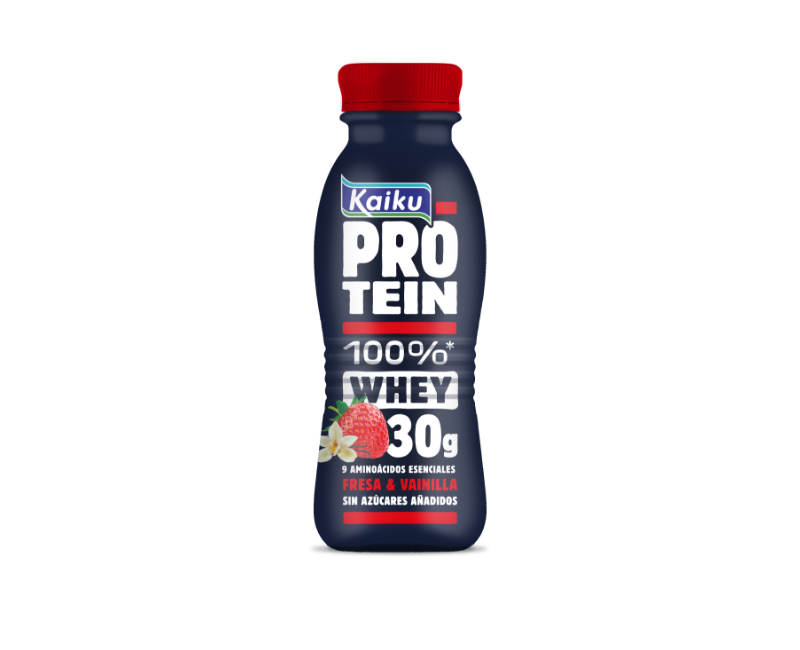 Kaiku
PRO
TEIN
100%*
WHEY
30g
9 AMINOÁCIDOS ESENCIALES
FRESA & VAINILLA
SIN AZÚCARES AÑADIDOS